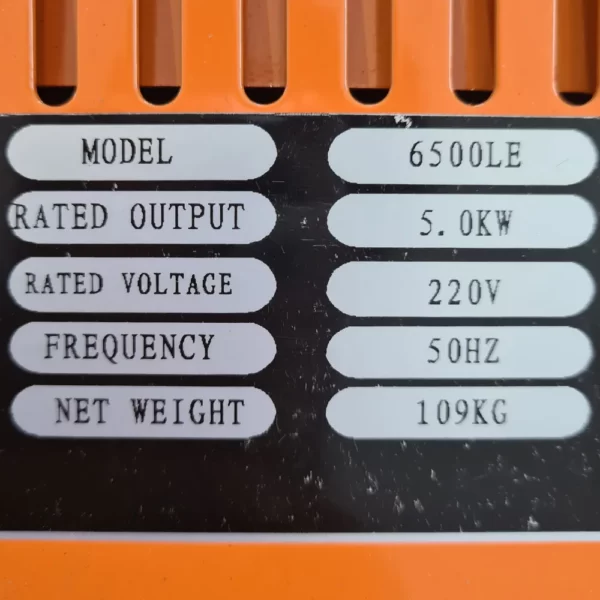 MODEL 6500LE
RATED OUTPUT 5.0KW
RATED VOLTAGE 220V
FREQUENCY 50HZ
NET WEIGHT 109KG